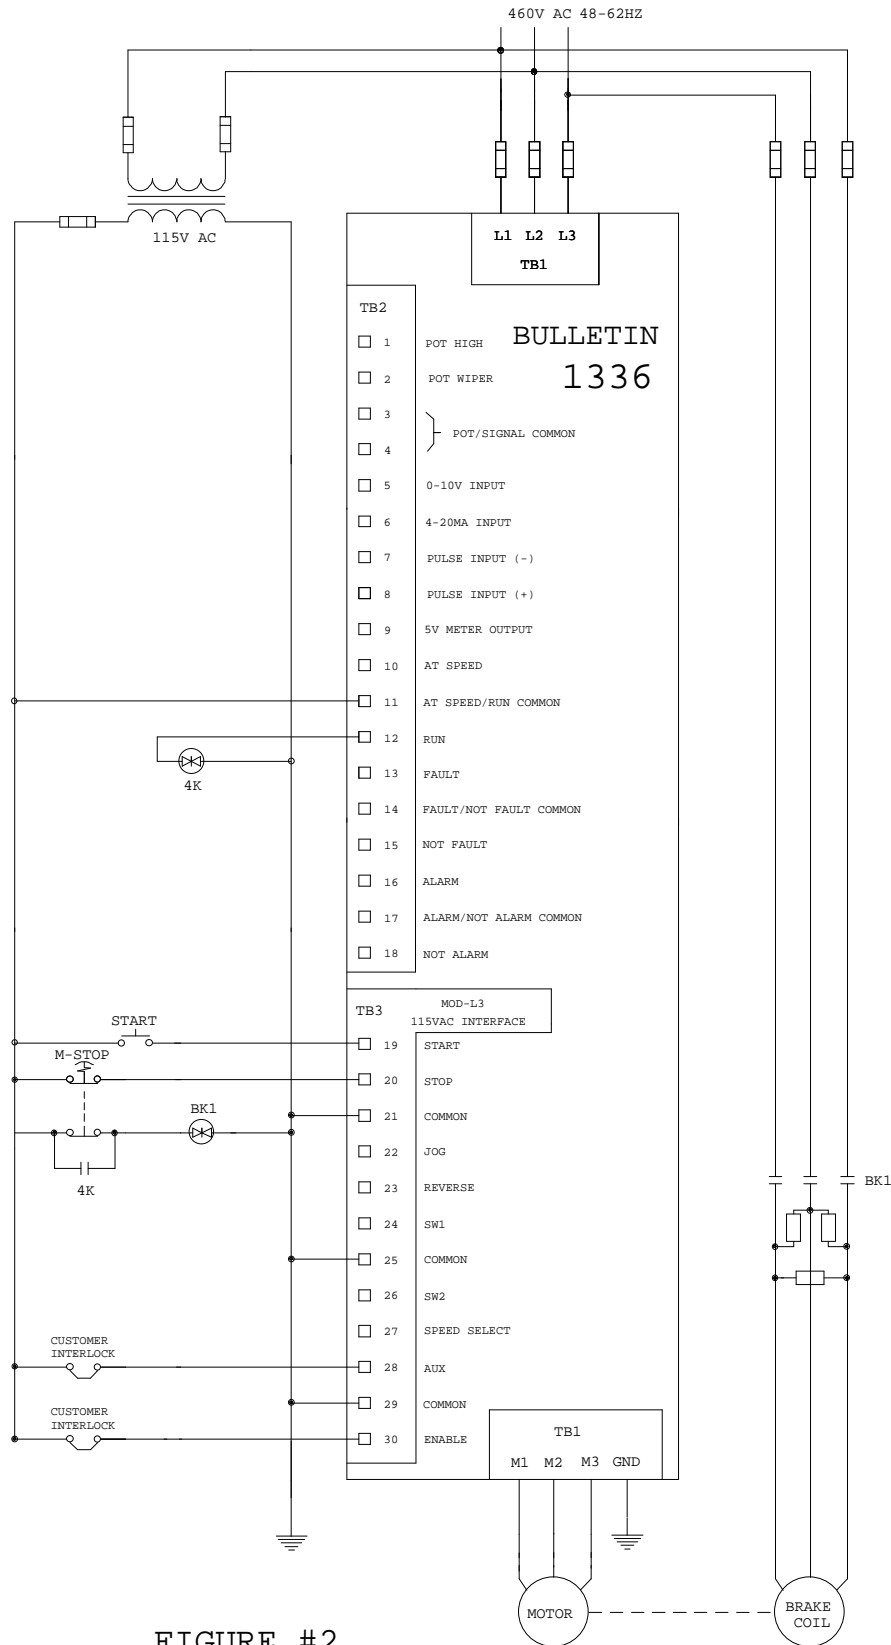 460V AC 48-62HZ
115V AC
L1 L2 L3
TB1
TB2
BULLETIN
1336
1 POT HIGH
2 POT WIPER
3
POT/SIGNAL COMMON
4
5 0-10V INPUT
6 4-20MA INPUT
7 PULSE INPUT (-)
8 PULSE INPUT (+)
9 5V METER OUTPUT
10 AT SPEED
11 AT SPEED/RUN COMMON
12 RUN
4K
13 FAULT
14 FAULT/NOT FAULT COMMON
15 NOT FAULT
16 ALARM
17 ALARM/NOT ALARM COMMON
18 NOT ALARM
TB3
MOD-L3
115VAC INTERFACE
START
19 START
M-STOP
20 STOP
BK1
21 COMMON
22 JOG
4K
23 REVERSE
BK1
24 SW1
25 COMMON
26 SW2
27 SPEED SELECT
CUSTOMER
INTERLOCK
28 AUX
29 COMMON
CUSTOMER
INTERLOCK
30 ENABLE
TB1
M1 M2 M3 GND
MOTOR
BRAKE
COIL
FIGURE #2